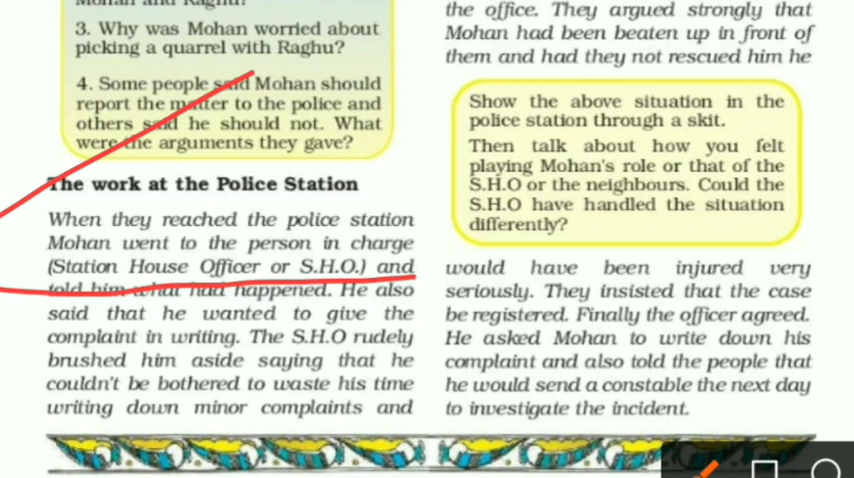 Mohan and Raghu?
3. Why was Mohan worried about
picking a quarrel with Raghu?
4. Some people said Mohan should
report the matter to the police and
others said he should not. What
were the arguments they gave?
The work at the Police Station
When they reached the police station
Mohan went to the person in charge
(Station House Officer or S.H.O.) and
told him what had happened. He also
said that he wanted to give the
complaint in writing. The S.H.O rudely
brushed him aside saying that he
couldn't be bothered to waste his time
writing down minor complaints and
the office. They argued strongly that
Mohan had been beaten up in front of
them and had they not rescued him he
Show the above situation in the
police station through a skit.
Then talk about how you felt
playing Mohan's role or that of the
S.H.O or the neighbours. Could the
S.H.O have handled the situation
differently?
would have been injured very
seriously. They insisted that the case
be registered. Finally the officer agreed.
He asked Mohan to write down his
complaint and also told the people that
he would send a constable the next day
to investigate the incident.